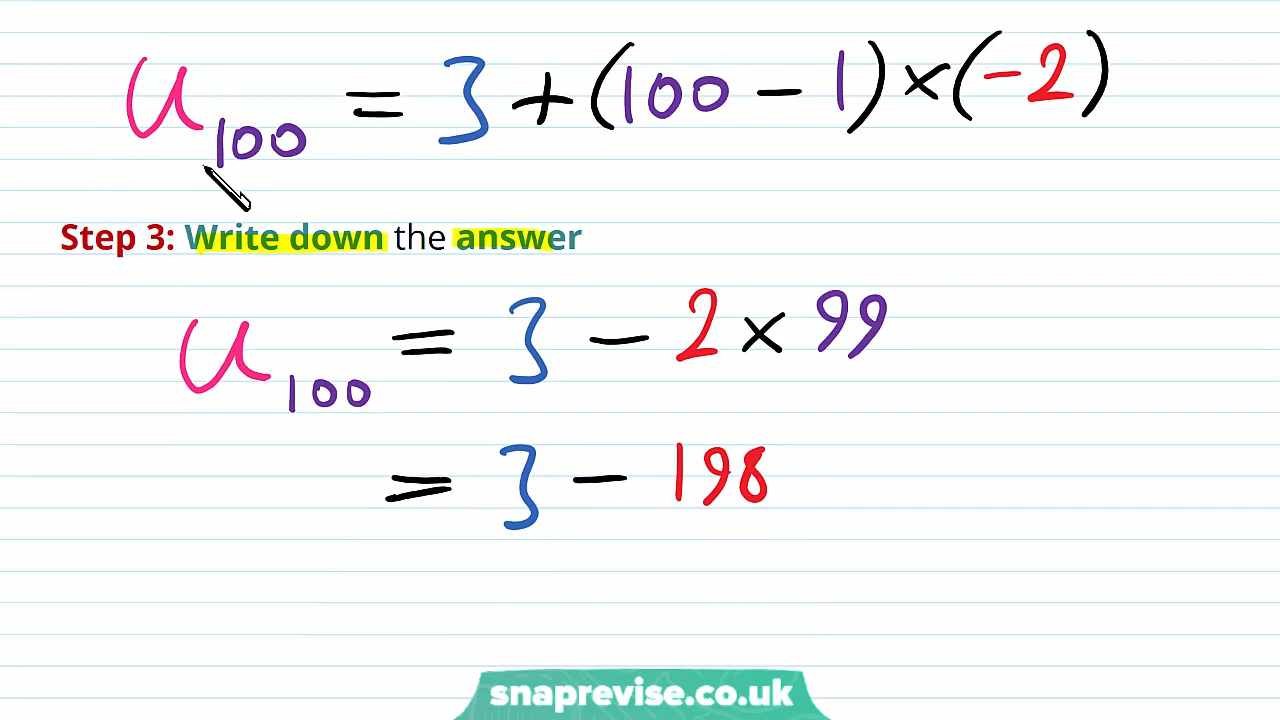 u₁₀₀ = 3 + (100 - 1) × (-2)
Step 3: Write down the answer
u₁₀₀ = 3 - 2 × 99
= 3 - 198
snaprevise.co.uk